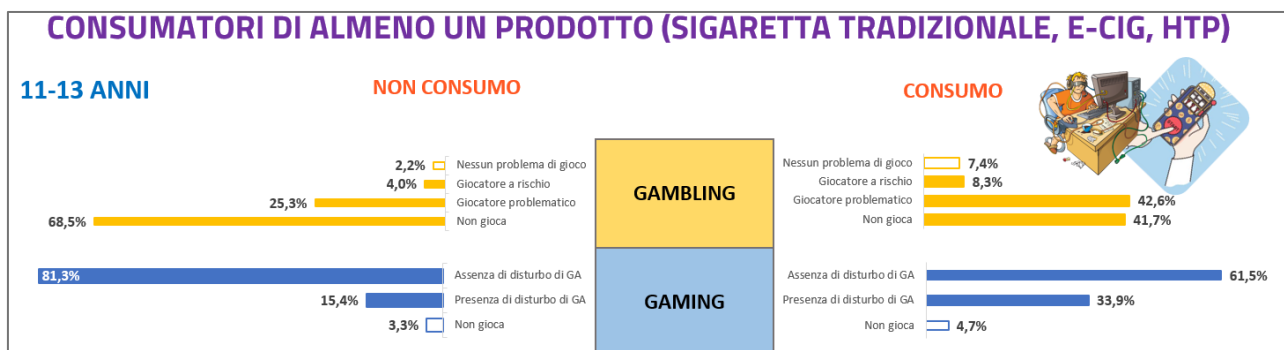 CONSUMATORI DI ALMENO UN PRODOTTO (SIGARETTA TRADIZIONALE, E-CIG, HTP)
11-13 ANNI
NON CONSUMO
CONSUMO
2,2% Nessun problema di gioco
4,0% Giocatore a rischio
25,3% Giocatore problematico
68,5% Non gioca
GAMBLING
Nessun problema di gioco 7,4%
Giocatore a rischio 8,3%
Giocatore problematico 42,6%
Non gioca 41,7%
81,3% Assenza di disturbo di GA
15,4% Presenza di disturbo di GA
3,3% Non gioca
GAMING
Assenza di disturbo di GA 61,5%
Presenza di disturbo di GA 33,9%
Non gioca 4,7%